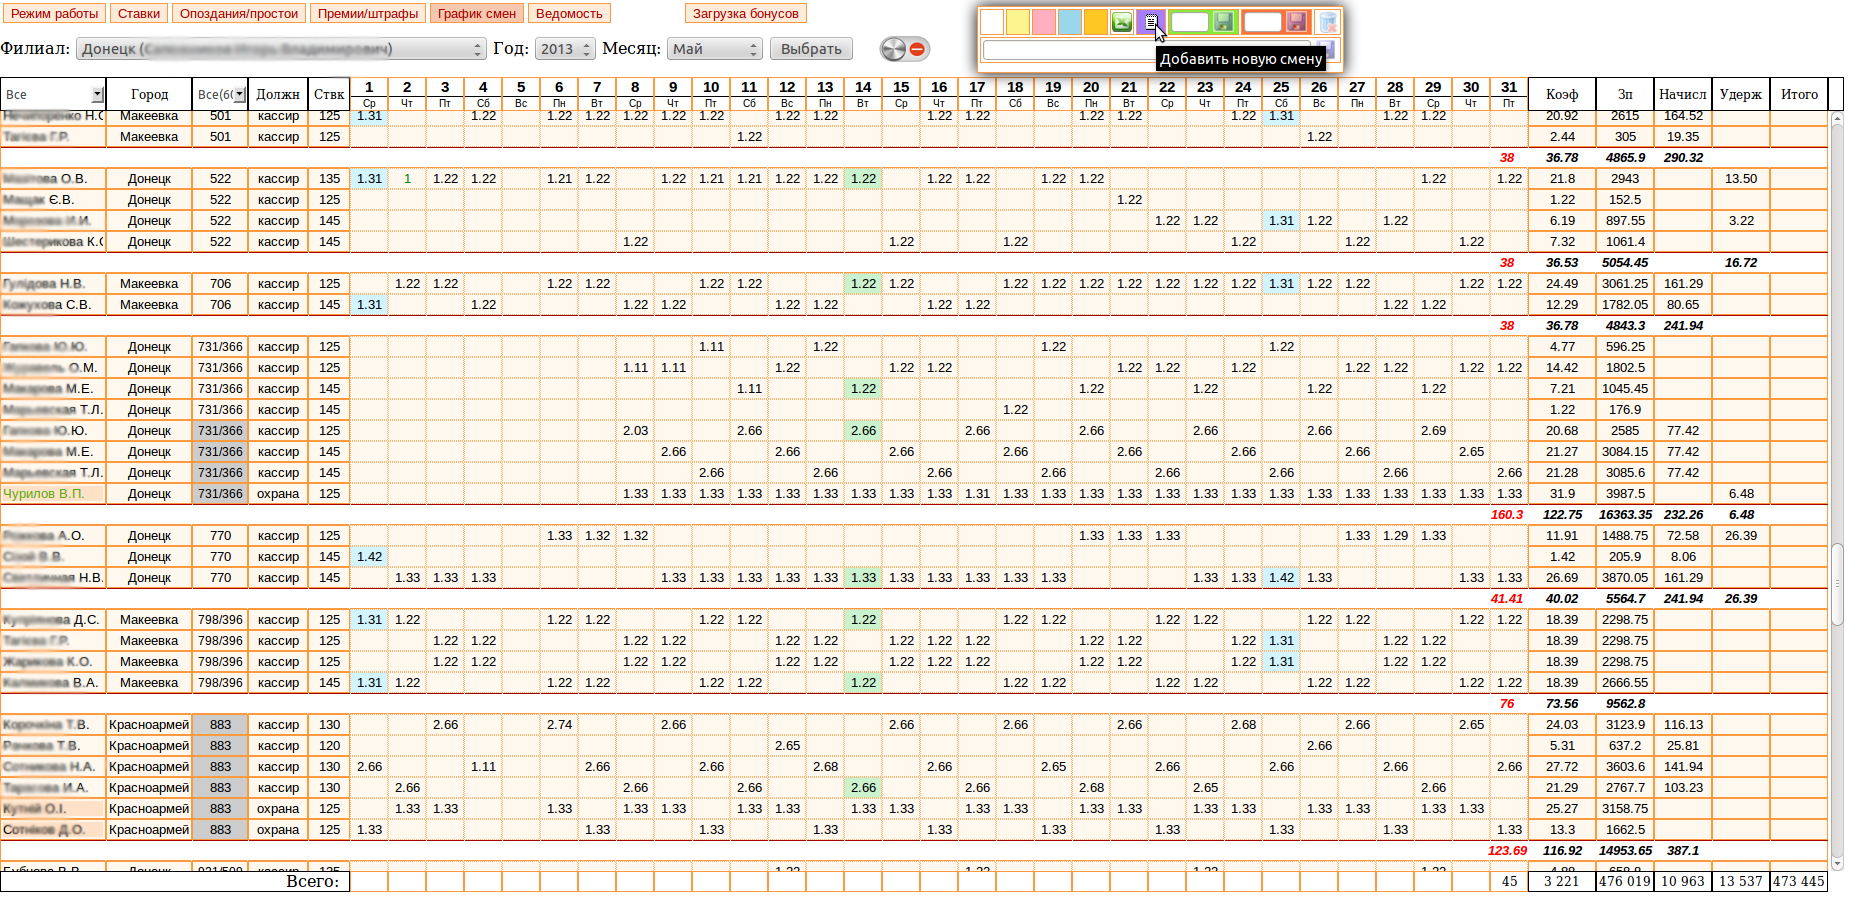 Режим работы Ставки Опоздания/простои Премии/штрафы График смен Ведомость Загрузка бонусов
Филиал: Донецк ( Год: 2013 Месяц: Май Выбрать
Добавить новую смену
Все Город Все(60 Должн Ствк 1 2 3 4 5 6 7 8 9 10 11 12 13 14 15 16 17 18 19 20 21 22 23 24 25 26 27 28 29 30 31 Коэф Зп Начисл Удерж Итого
Ср Чт Пт Сб Вс Пн Вт Ср Чт Пт Сб Вс Пн Вт Ср Чт Пт Сб Вс Пн Вт Ср Чт Пт Сб Вс Пн Вт Ср Чт Пт
Макеевка 501 кассир 125 1.31 1.22 1.22 1.22 1.22 1.22 1.22 1.22 1.22 1.22 1.22 1.22 1.22 1.22 1.31 1.22 1.22 20.92 2615 164.52
Г.Р. Макеевка 501 кассир 125 1.22 1.22 2.44 305 19.35
38 36.78 4865.9 290.32
О.В. Донецк 522 кассир 135 1.31 1 1.22 1.22 1.21 1.22 1.22 1.21 1.21 1.22 1.22 1.22 1.22 1.22 1.22 1.22 1.22 1.22 21.8 2943 13.50
Є.В. Донецк 522 кассир 125 1.22 1.22 152.5
И.И. Донецк 522 кассир 145 1.22 1.22 1.31 1.22 1.22 6.19 897.55 3.22
Донецк 522 кассир 145 1.22 1.22 1.22 1.22 1.22 1.22 7.32 1061.4
38 36.53 5054.45 16.72
Н.В. Макеевка 706 кассир 125 1.22 1.22 1.22 1.22 1.22 1.22 1.22 1.22 1.22 1.22 1.22 1.22 1.22 1.22 1.22 1.31 1.22 1.22 1.22 1.22 24.49 3061.25 161.29
С.В. Макеевка 706 кассир 145 1.31 1.22 1.22 1.22 1.22 1.22 1.22 1.22 1.22 1.22 12.29 1782.05 80.65
38 36.78 4843.3 241.94
Донецк 731/366 кассир 125 1.11 1.22 1.22 1.22 4.77 596.25
О.М. Донецк 731/366 кассир 125 1.11 1.11 1.22 1.22 1.22 1.22 1.22 1.22 1.22 1.22 1.22 1.22 14.42 1802.5
М.Е. Донецк 731/366 кассир 145 1.11 1.22 1.22 1.22 1.22 1.22 7.21 1045.45
Т.Л. Донецк 731/366 кассир 145 1.22 1.22 176.9
Ю.Ю. Донецк 731/366 кассир 125 2.03 2.66 2.66 2.66 2.66 2.66 2.66 2.69 20.68 2585 77.42
М.Е. Донецк 731/366 кассир 145 2.66 2.66 2.66 2.66 2.66 2.66 2.66 2.65 21.27 3084.15 77.42
Т.Л. Донецк 731/366 кассир 145 2.66 2.66 2.66 2.66 2.66 2.66 2.66 2.66 21.28 3085.6 77.42
Чурилов В.П. Донецк 731/366 охрана 125 1.33 1.33 1.33 1.33 1.33 1.33 1.33 1.33 1.33 1.31 1.33 1.33 1.33 1.33 1.33 1.33 1.33 1.33 1.33 1.33 1.33 1.33 1.33 1.33 31.9 3987.5 6.48
160.3 122.75 16363.35 232.26 6.48
А.О. Донецк 770 кассир 125 1.33 1.32 1.32 1.33 1.33 1.33 1.33 1.29 1.33 11.91 1488.75 72.58 26.39
Донецк 770 кассир 145 1.42 1.42 205.9 8.06
Н.В. Донецк 770 кассир 145 1.33 1.33 1.33 1.33 1.33 1.33 1.33 1.33 1.33 1.33 1.33 1.33 1.33 1.33 1.33 1.33 1.42 1.33 1.33 1.33 26.69 3870.05 161.29
41.41 40.02 5564.7 241.94 26.39
Д.С. Макеевка 798/396 кассир 125 1.31 1.22 1.22 1.22 1.22 1.22 1.22 1.22 1.22 1.22 1.22 1.22 1.22 1.22 1.22 18.39 2298.75
Г.Р. Макеевка 798/396 кассир 125 1.22 1.22 1.22 1.22 1.22 1.22 1.22 1.22 1.22 1.22 1.22 1.22 1.31 1.22 1.22 18.39 2298.75
К.О. Макеевка 798/396 кассир 125 1.22 1.22 1.22 1.22 1.22 1.22 1.22 1.22 1.22 1.22 1.22 1.22 1.31 1.22 1.22 18.39 2298.75
В.А. Макеевка 798/396 кассир 145 1.31 1.22 1.22 1.22 1.22 1.22 1.22 1.22 1.22 1.22 1.22 1.22 1.22 1.22 1.22 18.39 2666.55
76 73.56 9562.8
Т.В. Красноармей 883 кассир 130 2.66 2.74 2.66 2.66 2.66 2.66 2.68 2.66 2.65 24.03 3123.9 116.13
Т.В. Красноармей 883 кассир 120 2.65 2.66 5.31 637.2 25.81
Н.А. Красноармей 883 кассир 130 2.66 1.11 2.66 2.66 2.68 2.66 2.65 2.66 2.66 2.66 2.66 27.72 3603.6 141.94
И.А. Красноармей 883 кассир 130 2.66 2.66 2.66 2.66 2.66 2.68 2.65 2.66 21.29 2767.7 103.23
О.І. Красноармей 883 охрана 125 1.33 1.33 1.33 1.33 1.33 1.33 1.33 1.33 1.33 1.33 1.33 1.33 1.33 1.33 1.33 1.33 1.33 1.33 1.33 25.27 3158.75
Д.О. Красноармей 883 охрана 125 1.33 1.33 1.33 1.33 1.33 1.33 1.33 1.33 1.33 1.33 13.3 1662.5
123.69 116.92 14953.65 387.1
Всего: 45 3 221 476 019 10 963 13 537 473 445